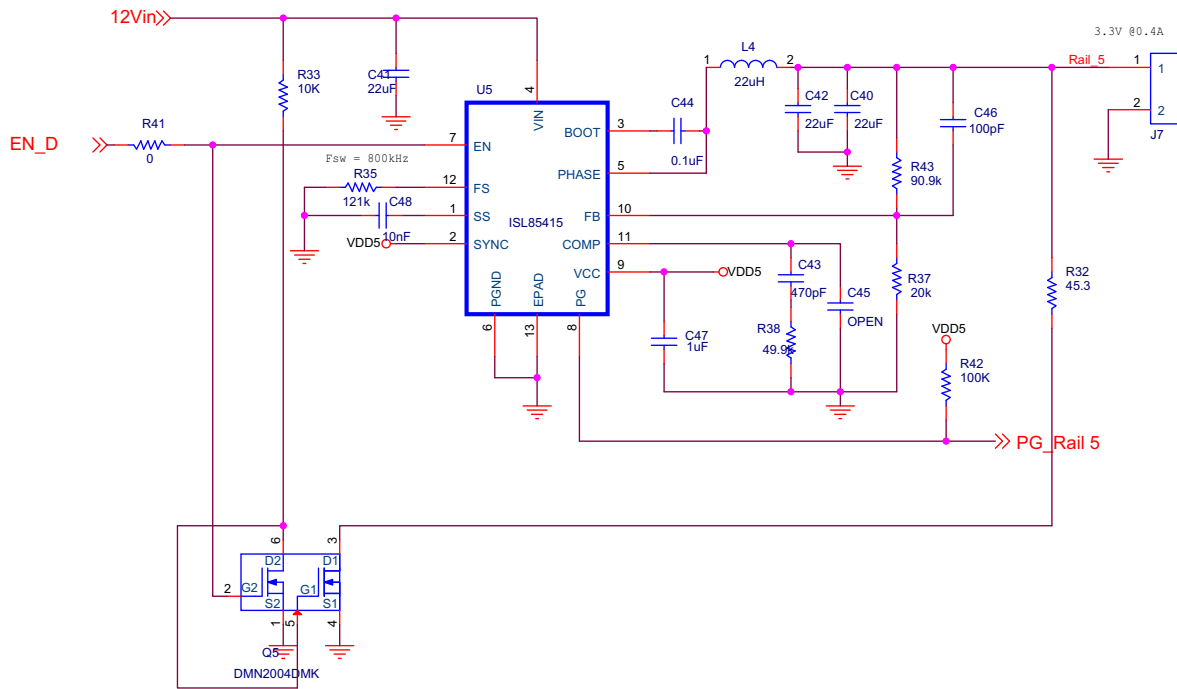 12Vin
3.3V @0.4A
R33
10K
C41
22uF
4
VIN
U5
L4
1
2
22uH
Rail_5
1
1
2
2
J7
C42
22uF
C40
22uF
C46
100pF
C44
0.1uF
3
BOOT
5
PHASE
R43
90.9k
EN_D
R41
0
7
EN
Fsw = 800kHz
R35
121k
12
FS
C48
10nF
1
SS
VDD5
2
SYNC
ISL85415
FB
10
COMP
11
VCC
9
VDD5
PGND
EPAD
PG
6
13
8
C43
470pF
C45
OPEN
R38
49.9k
C47
1uF
R37
20k
R32
45.3
VDD5
R42
100K
PG_Rail 5
6
3
D2
D1
2
G2
G1
S2
S1
1
5
4
Q5
DMN2004DMK